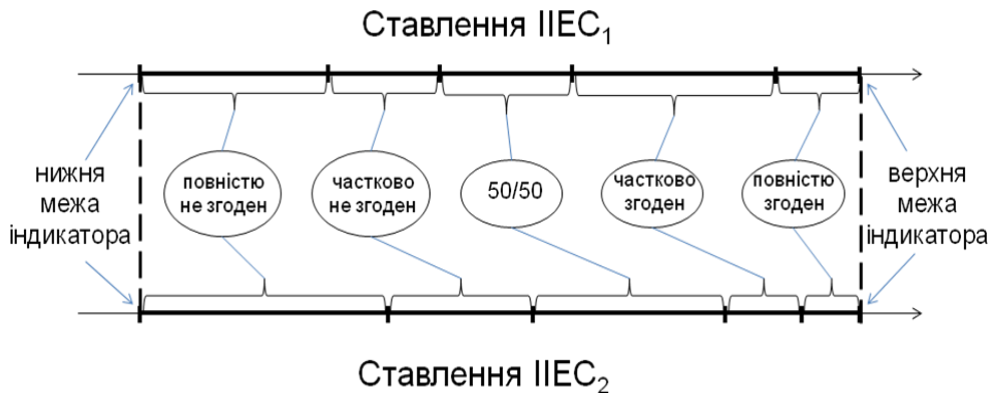 Ставлення ІІЕС₁
нижня
межа
індикатора
повністю
не згоден
частково
не згоден
50/50
частково
згоден
повністю
згоден
верхня
межа
індикатора
Ставлення ІІЕС₂